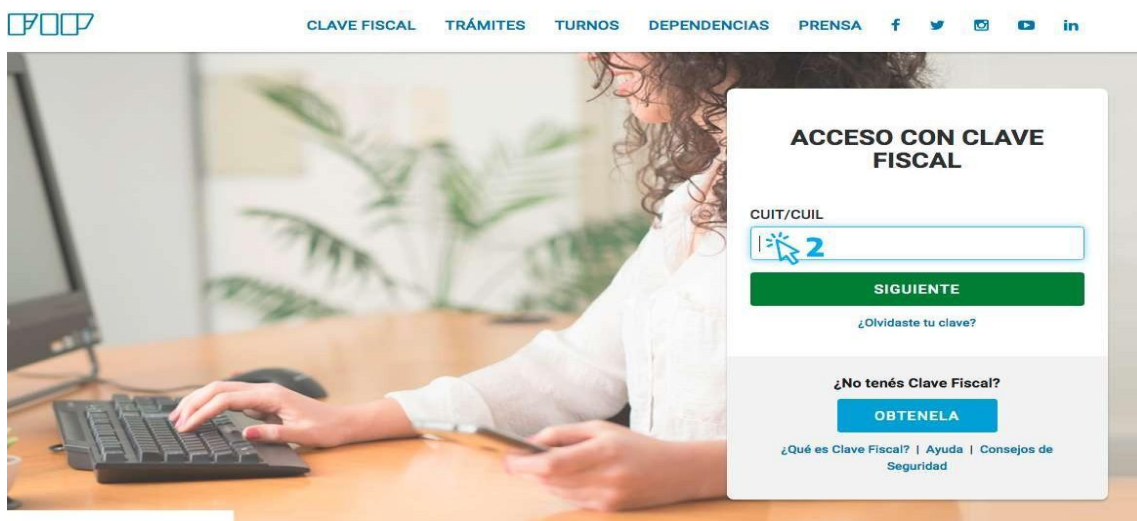 AFIP
CLAVE FISCAL TRÁMITES TURNOS DEPENDENCIAS PRENSA f in
ACCESO CON CLAVE
FISCAL
CUIT/CUIL
2
SIGUIENTE
¿Olvidaste tu clave?
¿No tenés Clave Fiscal?
OBTENELA
¿Qué es Clave Fiscal? | Ayuda | Consejos de
Seguridad